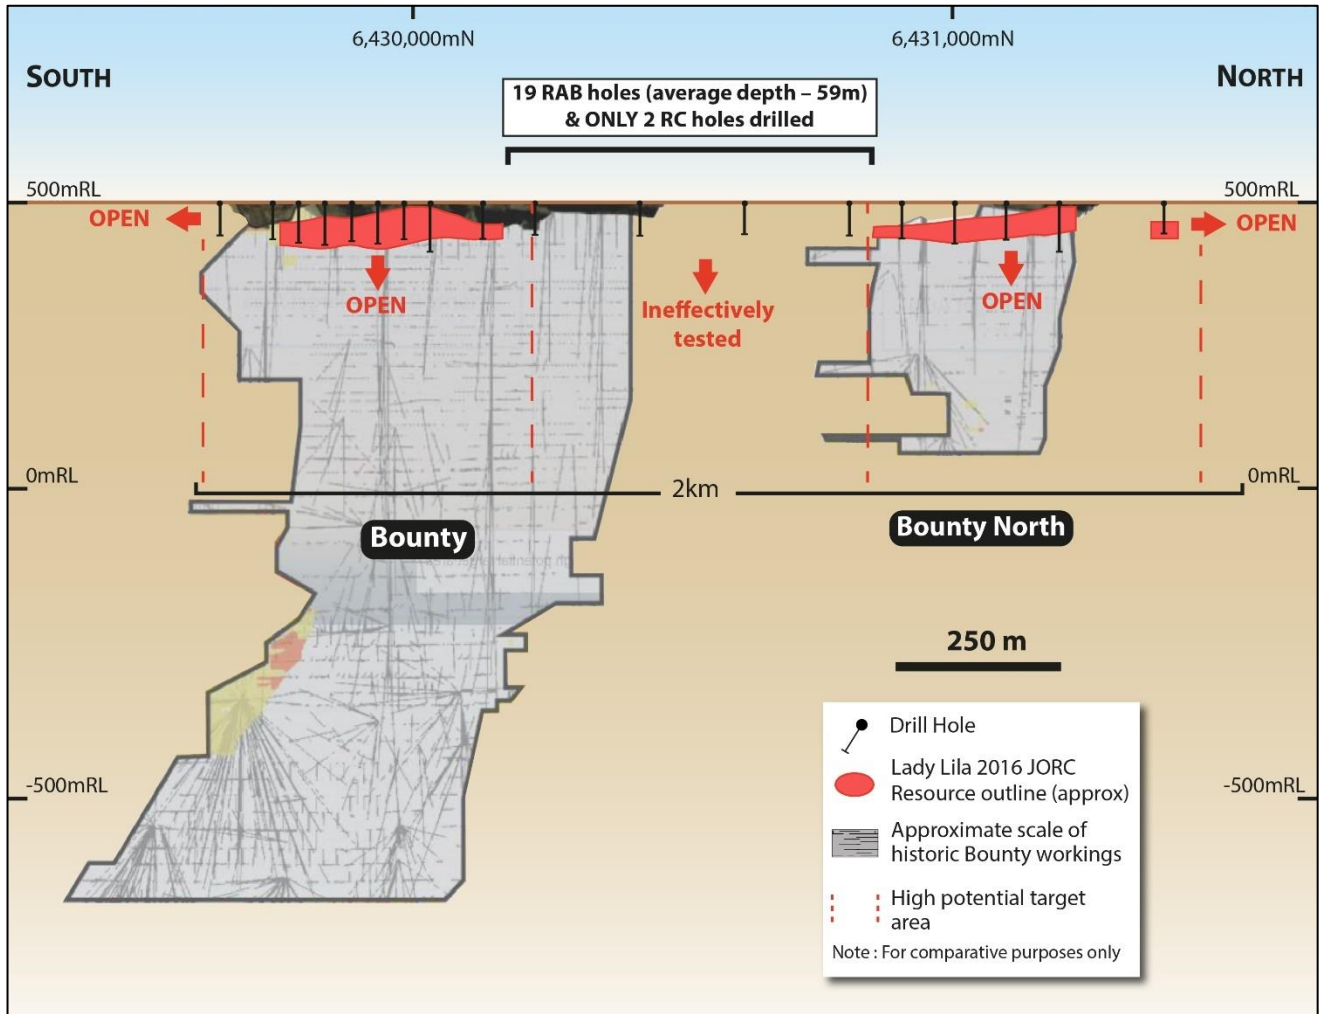 6,430,000mN
6,431,000mN
SOUTH
NORTH
19 RAB holes (average depth – 59m)
& ONLY 2 RC holes drilled
500mRL
500mRL
OPEN
OPEN
OPEN
Ineffectively
tested
OPEN
0mRL
0mRL
2km
Bounty
Bounty North
250 m
-500mRL
-500mRL
Drill Hole
Lady Lila 2016 JORC
Resource outline (approx)
Approximate scale of
historic Bounty workings
High potential target
area
Note : For comparative purposes only